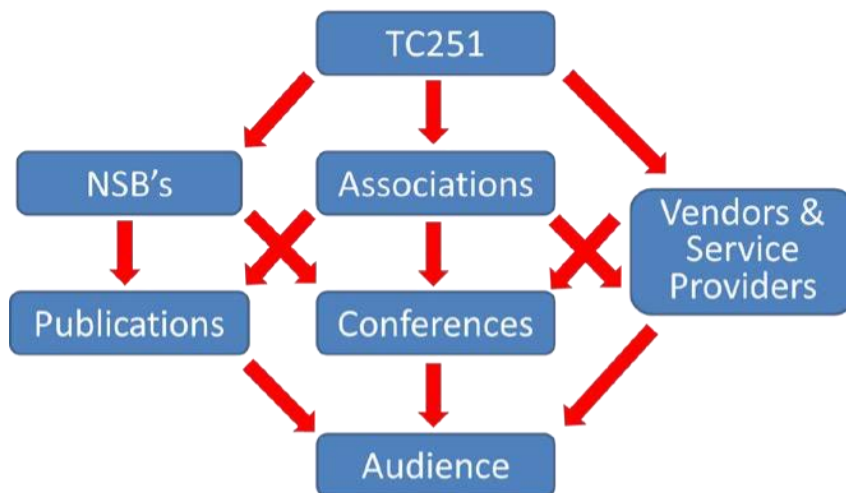 TC251
NSB's
Associations
Vendors &
Service
Providers
Publications
Conferences
Audience